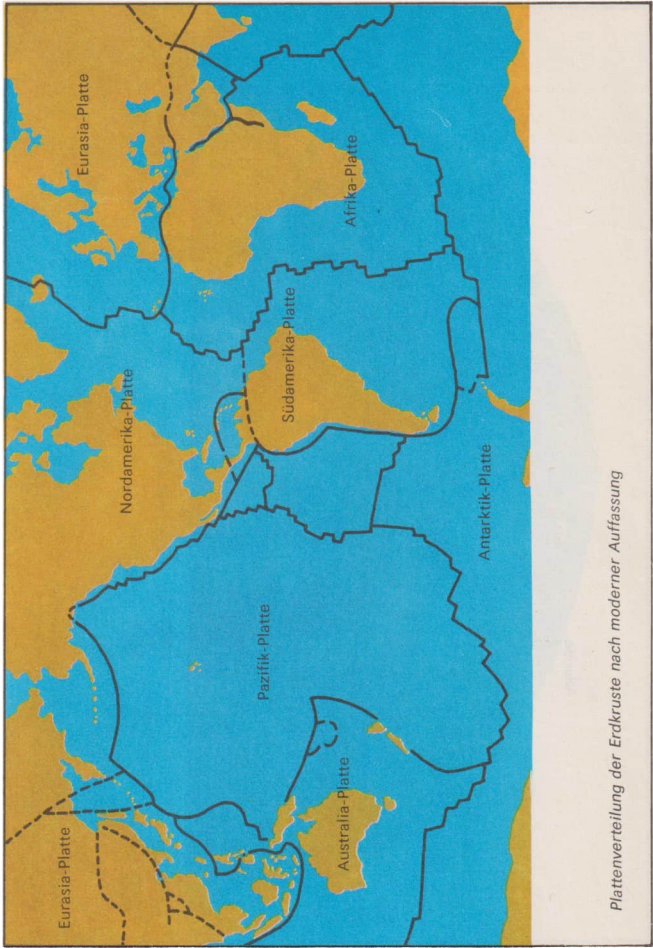 Eurasia-Platte
Nordamerika-Platte
Eurasia-Platte
Pazifik-Platte
Südamerika-Platte
Afrika-Platte
Australia-Platte
Antarktik-Platte
Plattenverteilung der Erdkruste nach moderner Auffassung